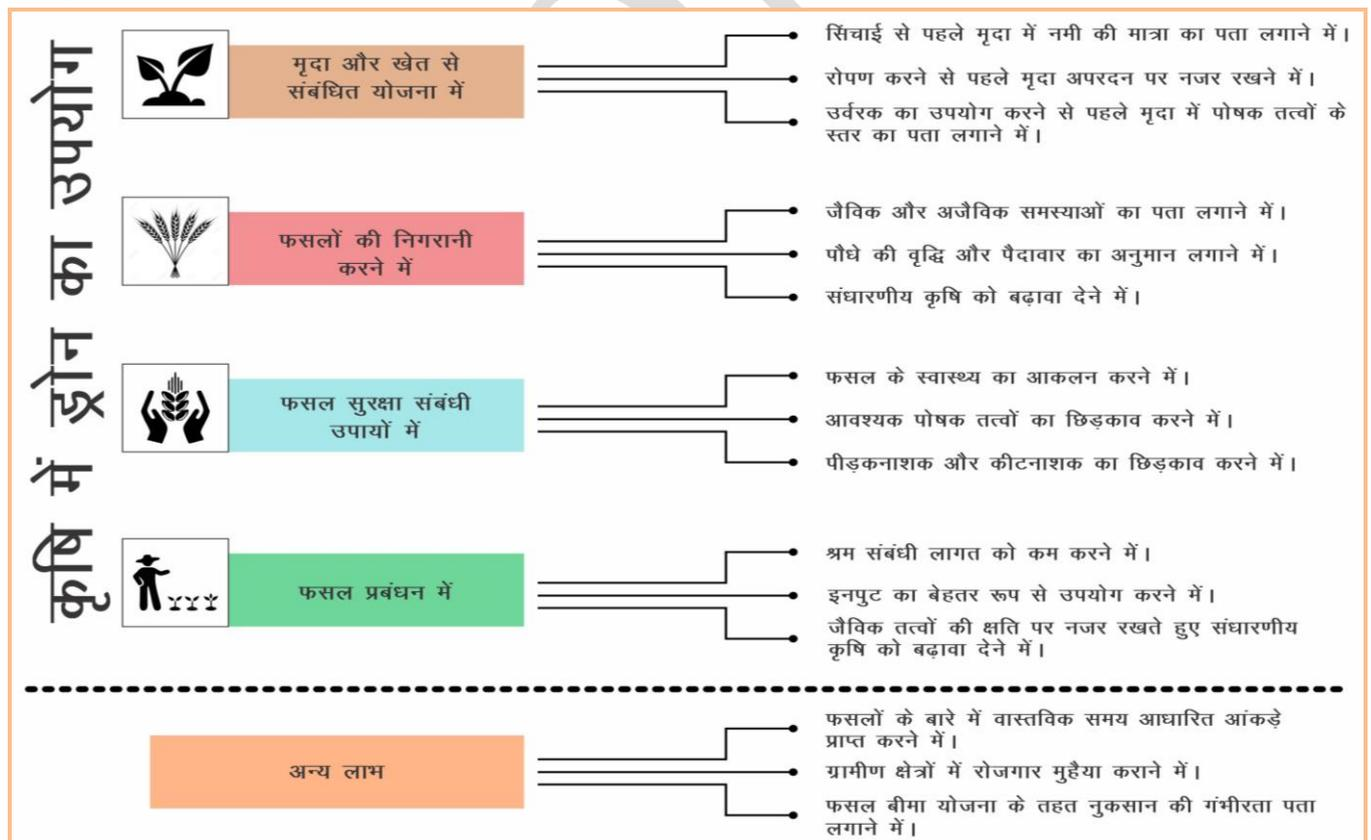 कृषि में ड्रोन का उपयोग
मृदा और खेत से
संबंधित योजना में
सिंचाई से पहले मृदा में नमी की मात्रा का पता लगाने में।
रोपण करने से पहले मृदा अपरदन पर नजर रखने में।
उर्वरक का उपयोग करने से पहले मृदा में पोषक तत्वों के
स्तर का पता लगाने में।
फसलों की निगरानी
करने में
जैविक और अजैविक समस्याओं का पता लगाने में।
पौधे की वृद्धि और पैदावार का अनुमान लगाने में।
संधारणीय कृषि को बढ़ावा देने में।
फसल सुरक्षा संबंधी
उपायों में
फसल के स्वास्थ्य का आकलन करने में।
आवश्यक पोषक तत्वों का छिड़काव करने में।
पीड़कनाशक और कीटनाशक का छिड़काव करने में।
फसल प्रबंधन में
श्रम संबंधी लागत को कम करने में।
इनपुट का बेहतर रूप से उपयोग करने में।
जैविक तत्वों की क्षति पर नजर रखते हुए संधारणीय
कृषि को बढ़ावा देने में।
अन्य लाभ
फसलों के बारे में वास्तविक समय आधारित आंकड़े
प्राप्त करने में।
ग्रामीण क्षेत्रों में रोजगार मुहैया कराने में।
फसल बीमा योजना के तहत नुकसान की गंभीरता पता
लगाने में।